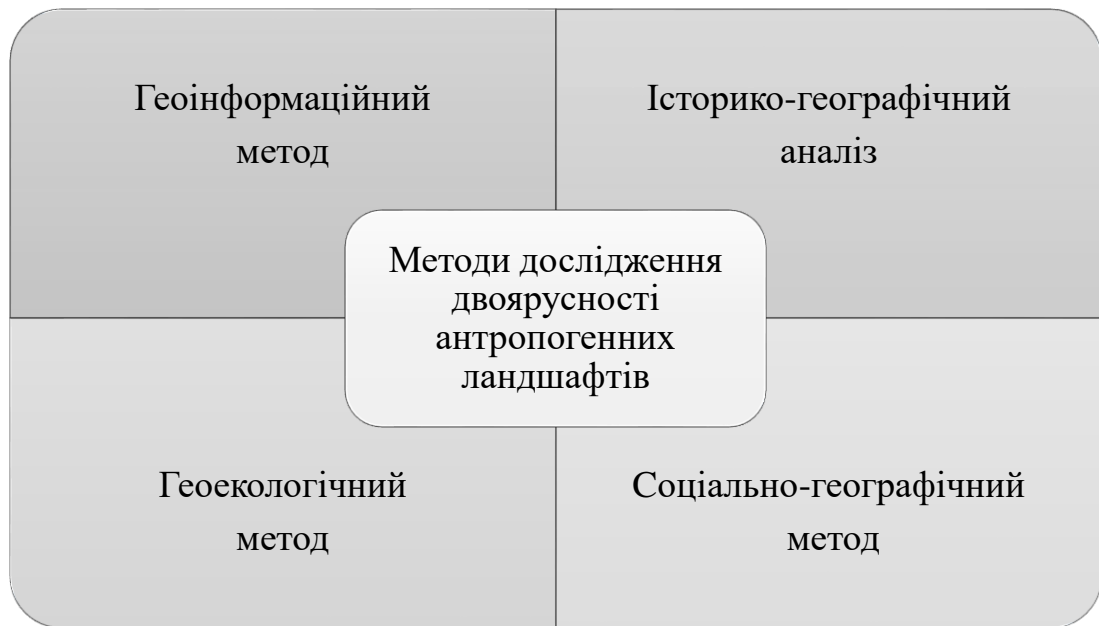 Геоінформаційний
метод
Історико-географічний
аналіз
Методи дослідження
двоярусності
антропогенних
ландшафтів
Геоекологічний
метод
Соціально-географічний
метод